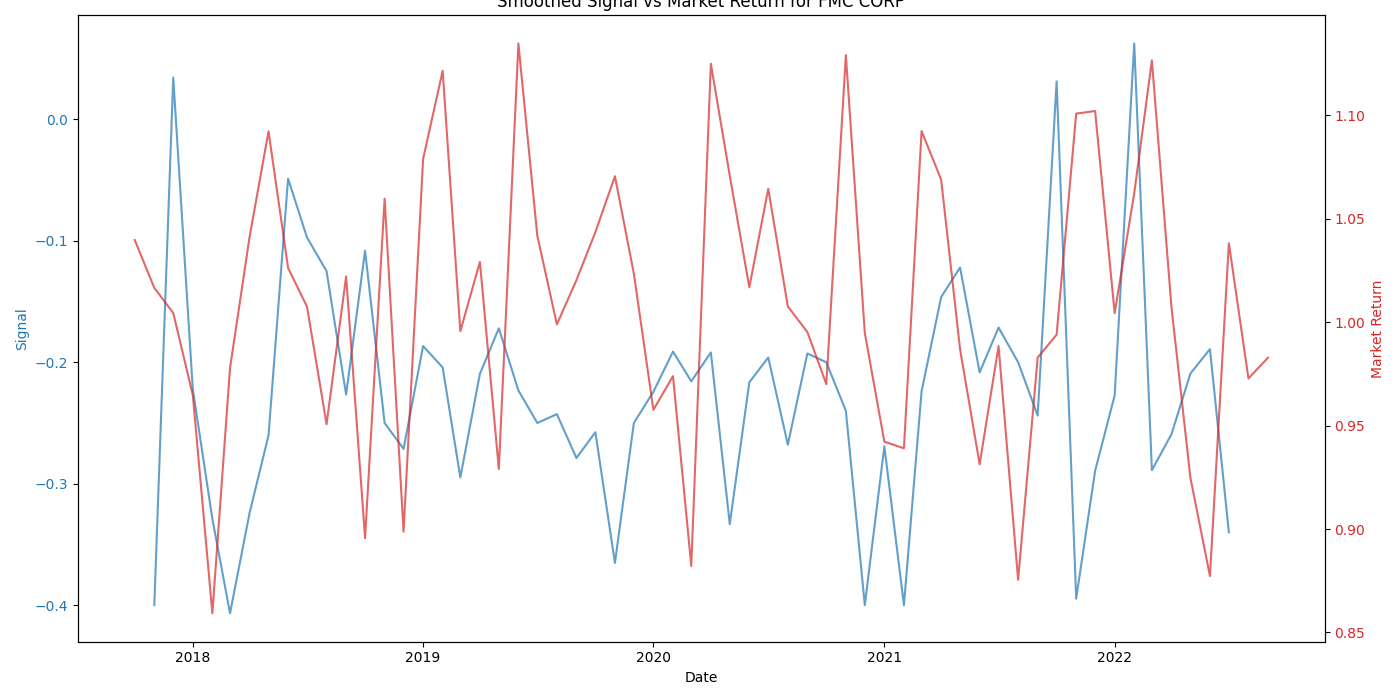 Smoothed Signal vs Market Return for FMC CORP
0.0
−0.1
−0.2
−0.3
−0.4
Signal
1.10
1.05
1.00
0.95
0.90
0.85
Market Return
2018 2019 2020 2021 2022
Date